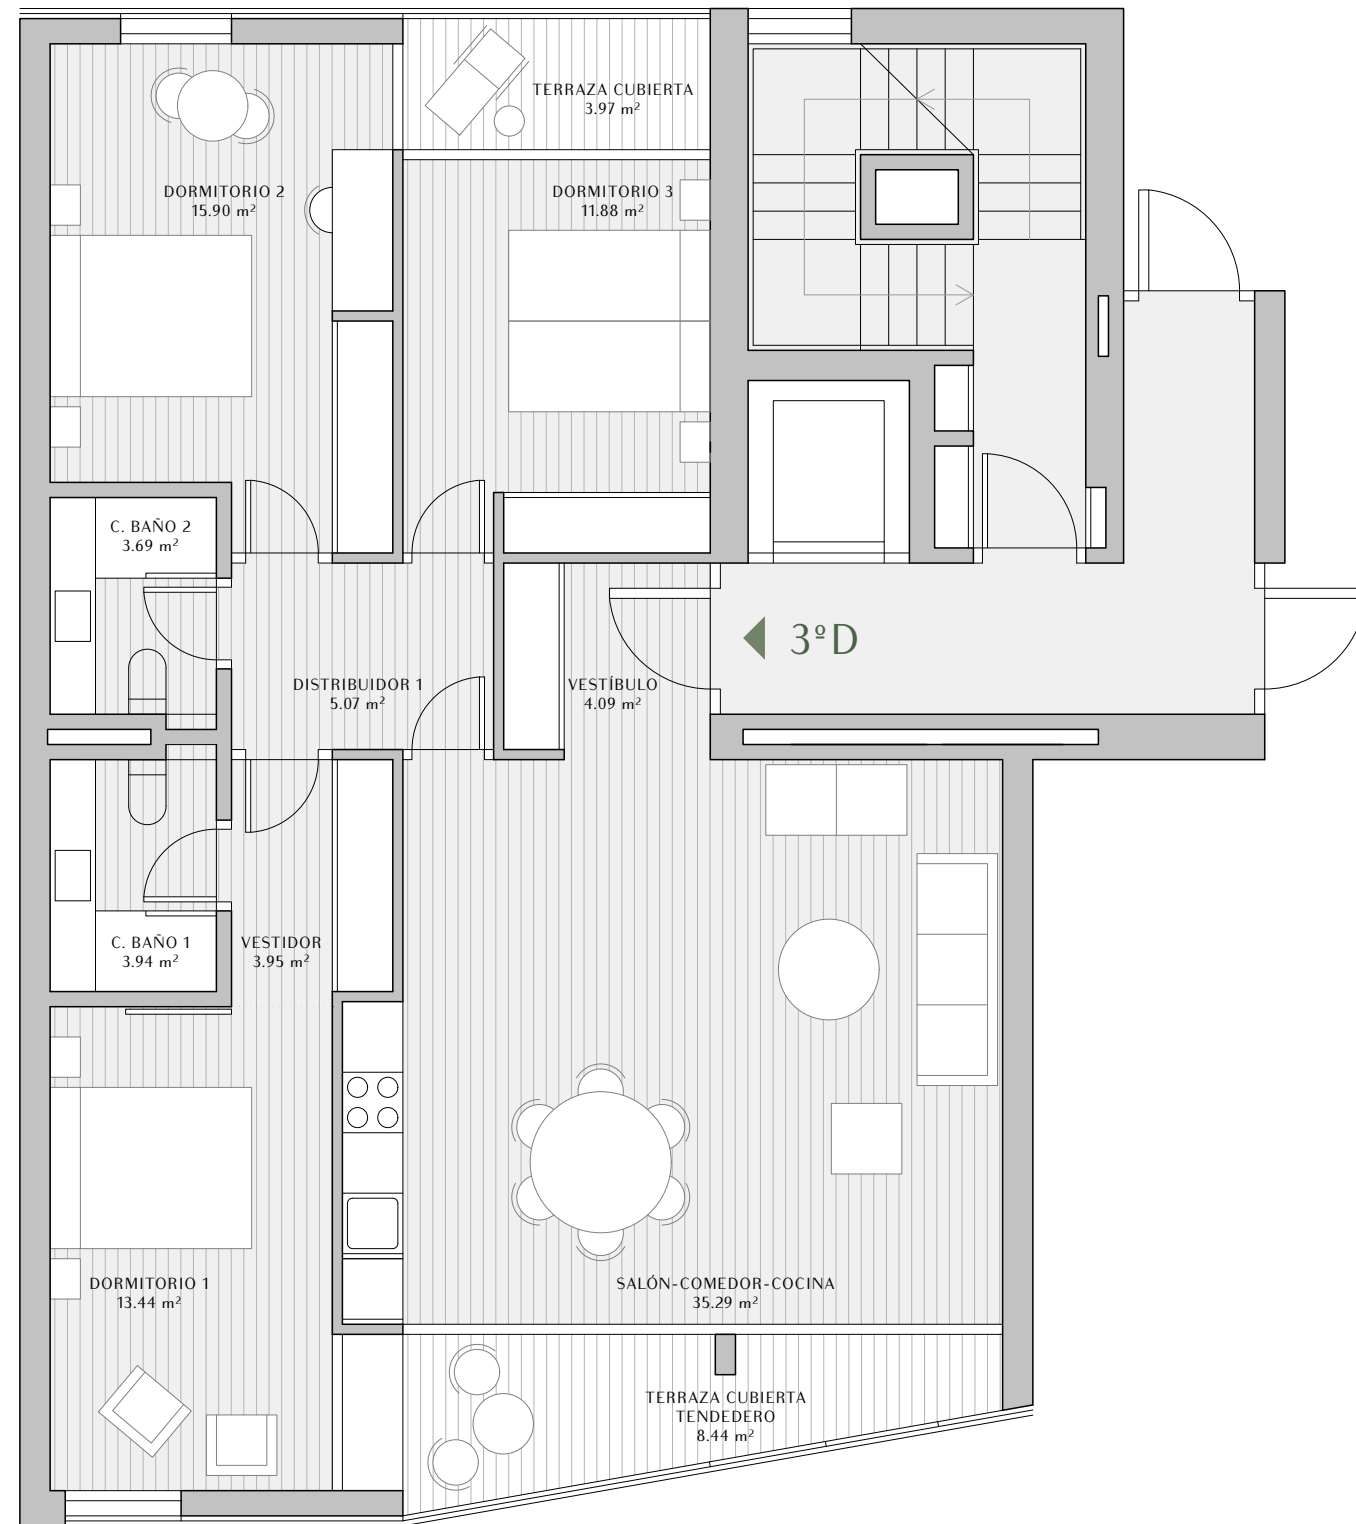 TERRAZA CUBIERTA
3.97 m²
DORMITORIO 2
15.90 m²
DORMITORIO 3
11.88 m²
C. BAÑO 2
3.69 m²
3ºD
DISTRIBUIDOR 1
5.07 m²
VESTÍBULO
4.09 m²
C. BAÑO 1
3.94 m²
VESTIDOR
3.95 m²
DORMITORIO 1
13.44 m²
SALÓN-COMEDOR-COCINA
35.29 m²
TERRAZA CUBIERTA
TENDEDERO
8.44 m²